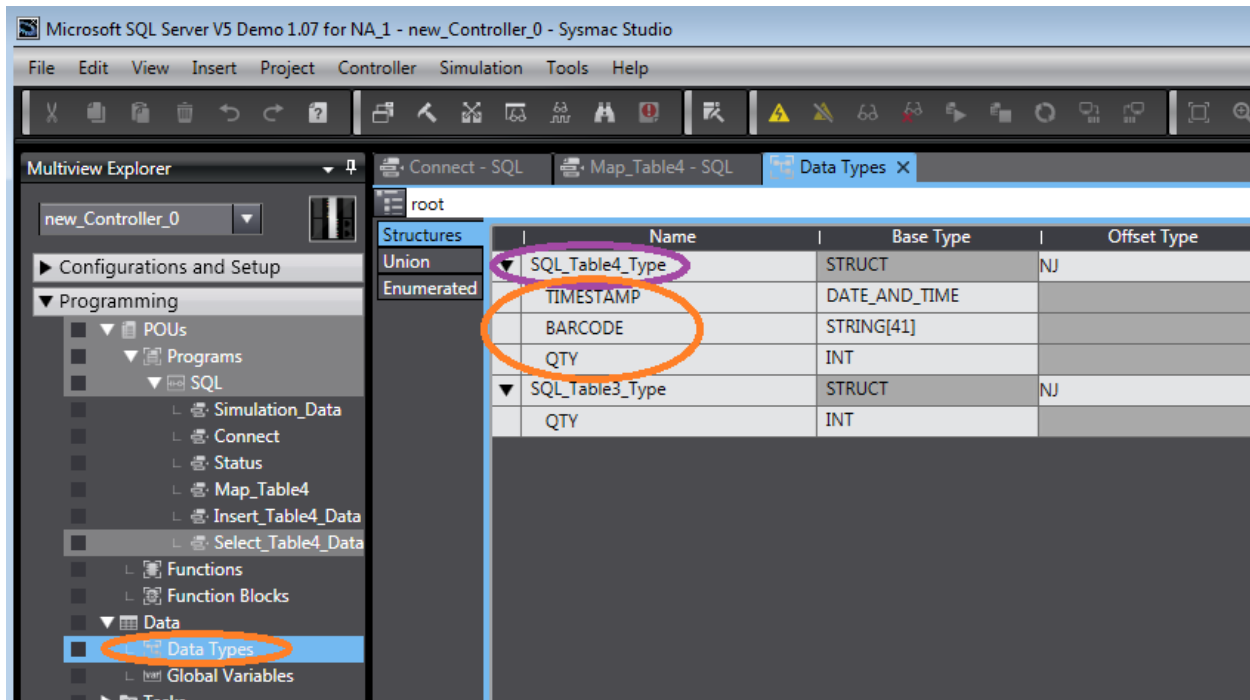 Microsoft SQL Server V5 Demo 1.07 for NA_1 - new_Controller_0 - Sysmac Studio
File Edit View Insert Project Controller Simulation Tools Help
Multiview Explorer
new_Controller_0
Configurations and Setup
Programming
POUs
Programs
SQL
Simulation_Data
Connect
Status
Map_Table4
Insert_Table4_Data
Select_Table4_Data
Functions
Function Blocks
Data
Data Types
Global Variables
Tasks
Connect - SQL Map_Table4 - SQL Data Types
root
Structures
Union
Enumerated
Name Base Type Offset Type
SQL_Table4_Type STRUCT NJ
TIMESTAMP DATE_AND_TIME
BARCODE STRING[41]
QTY INT
SQL_Table3_Type STRUCT NJ
QTY INT